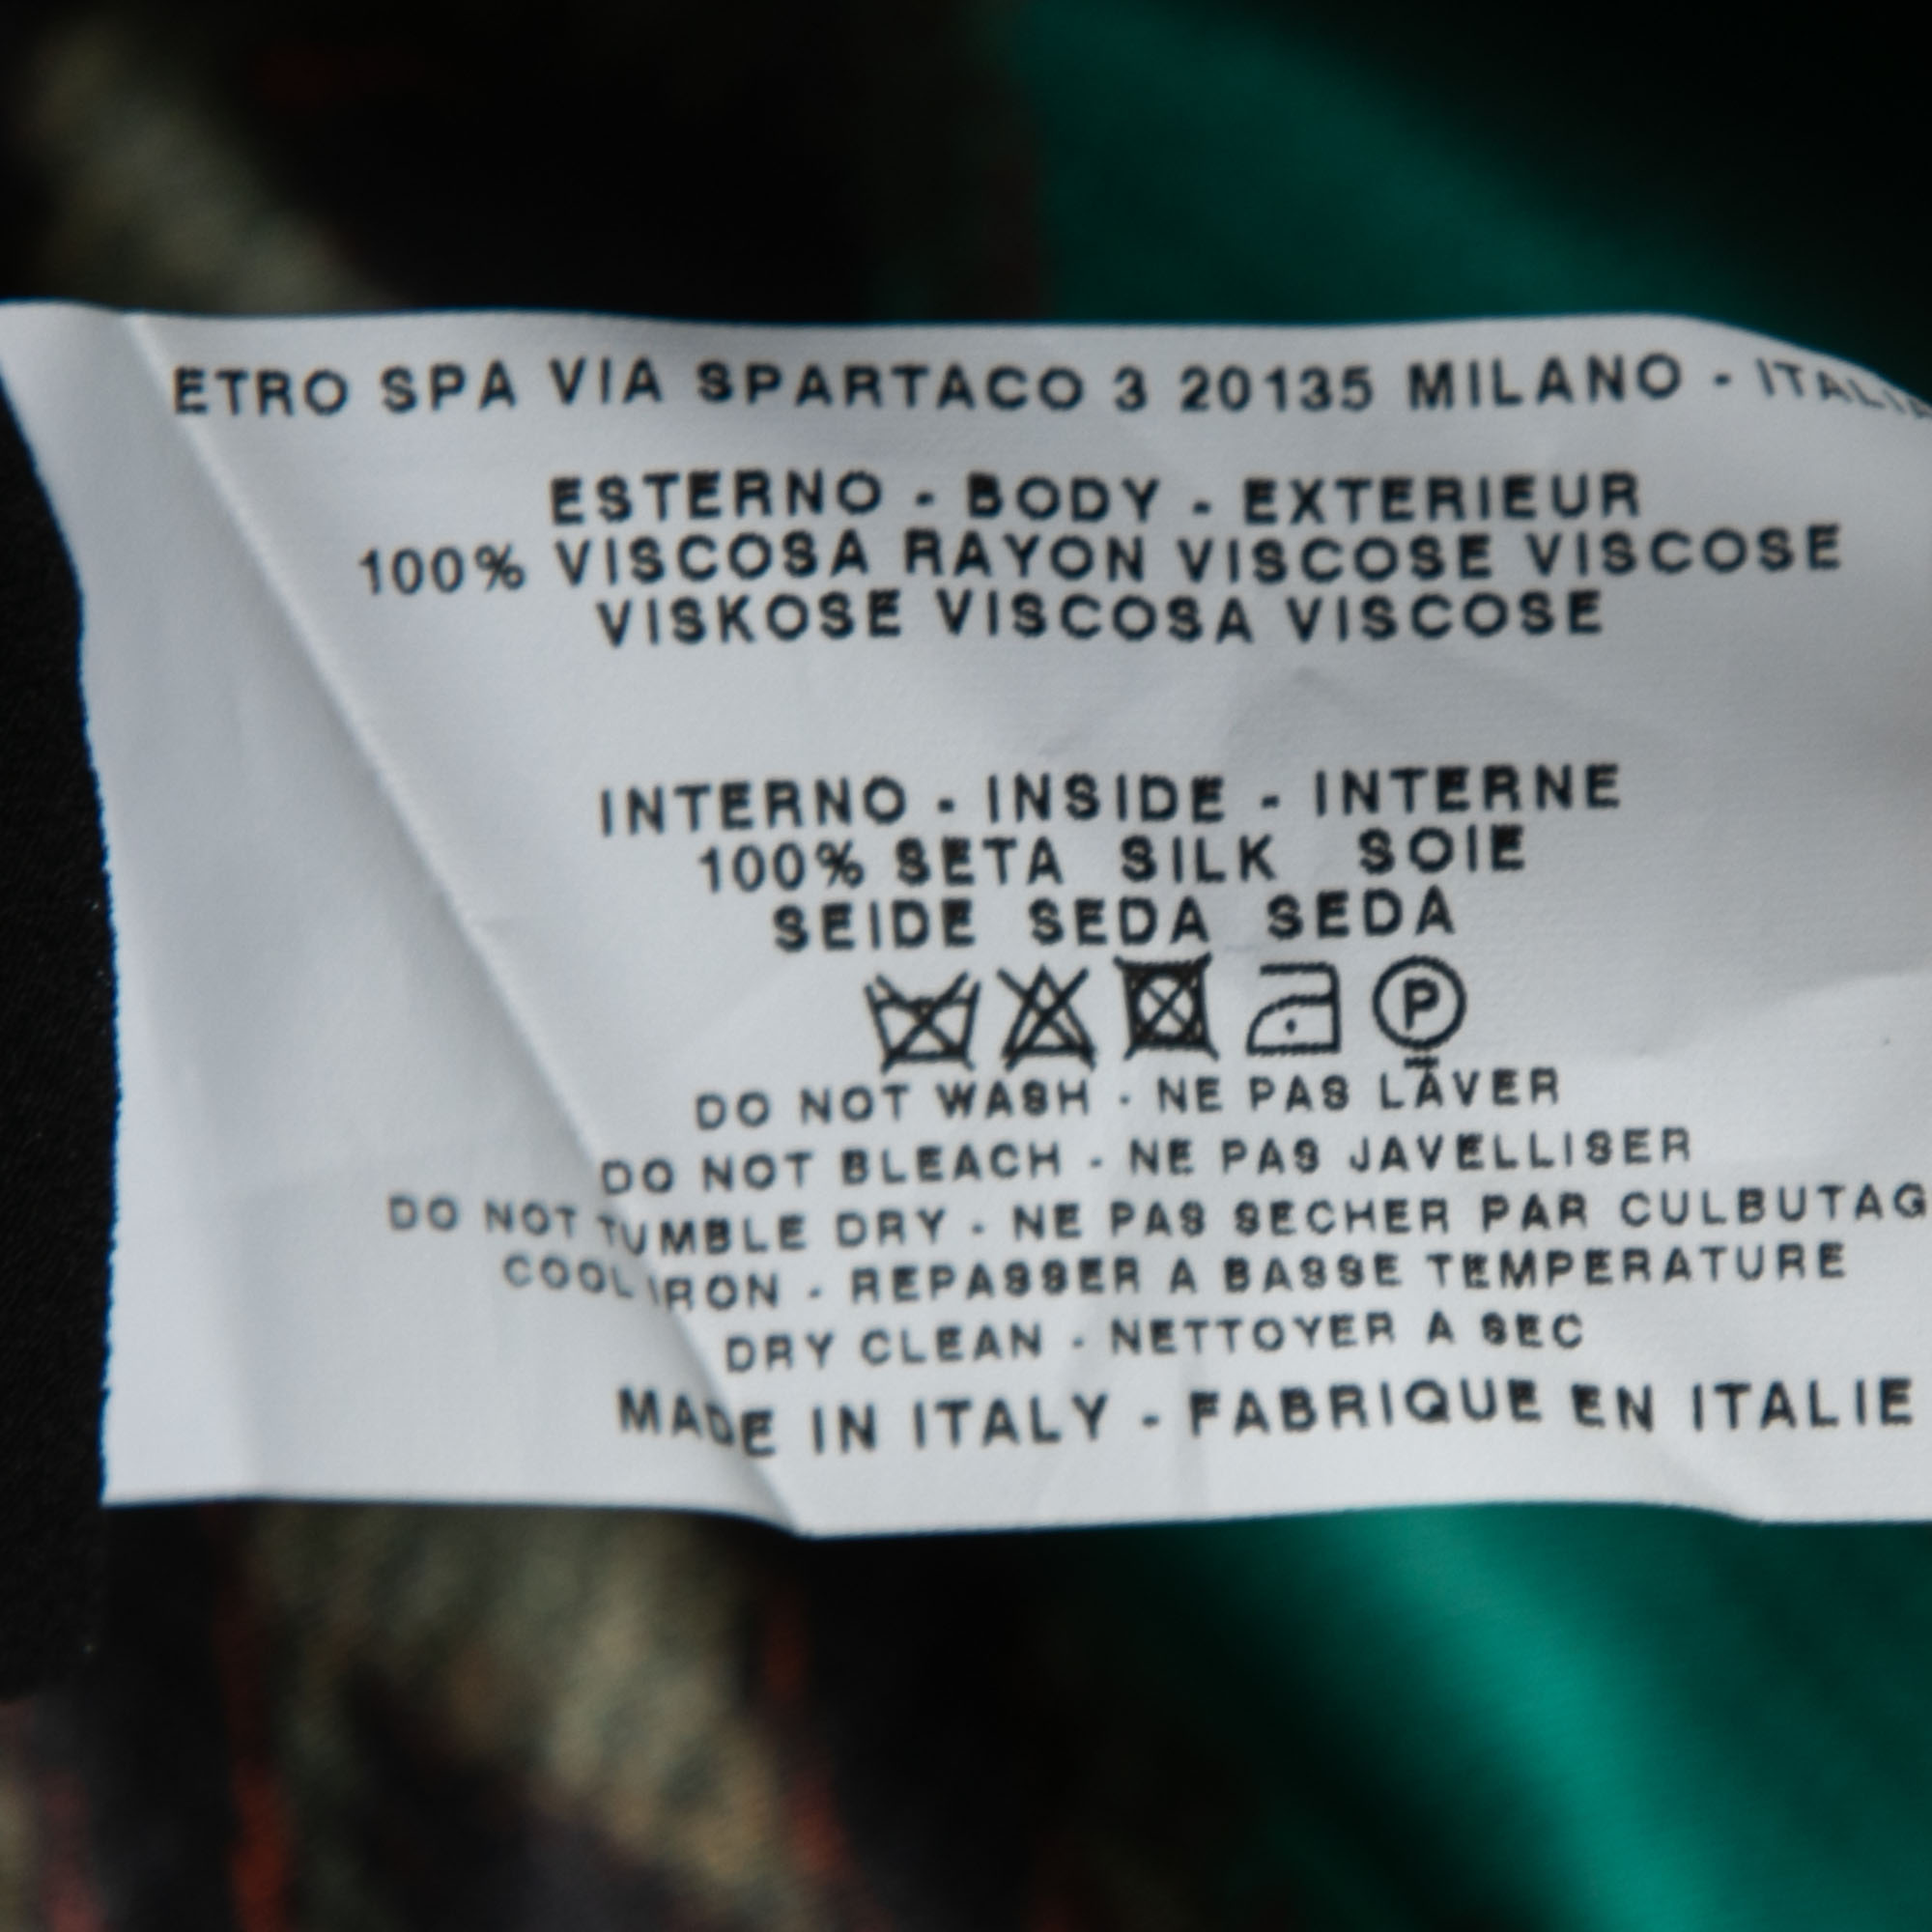 ETRO SPA VIA SPARTACO 3 20135 MILANO - ITALIA
ESTERNO - BODY - EXTERIEUR
100% VISCOSA RAYON VISCOSE VISCOSE
VISKOSE VISCOSA VISCOSE
INTERNO - INSIDE - INTERNE
100% SETA SILK SOIE
SEIDE SEDA SEDA
P
DO NOT WASH - NE PAS LAVER
DO NOT BLEACH - NE PAS JAVELLISER
DO NOT TUMBLE DRY - NE PAS SECHER PAR CULBUTAG
COOL IRON - REPASSER A BASSE TEMPERATURE
DRY CLEAN - NETTOYER A SEC
MADE IN ITALY - FABRIQUE EN ITALIE